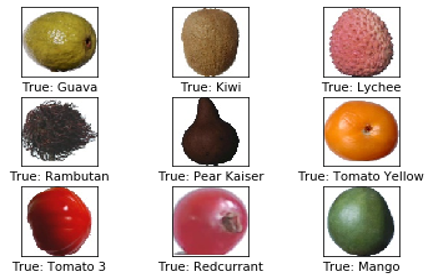 True: Guava
True: Kiwi
True: Lychee
True: Rambutan
True: Pear Kaiser
True: Tomato Yellow
True: Tomato 3
True: Redcurrant
True: Mango